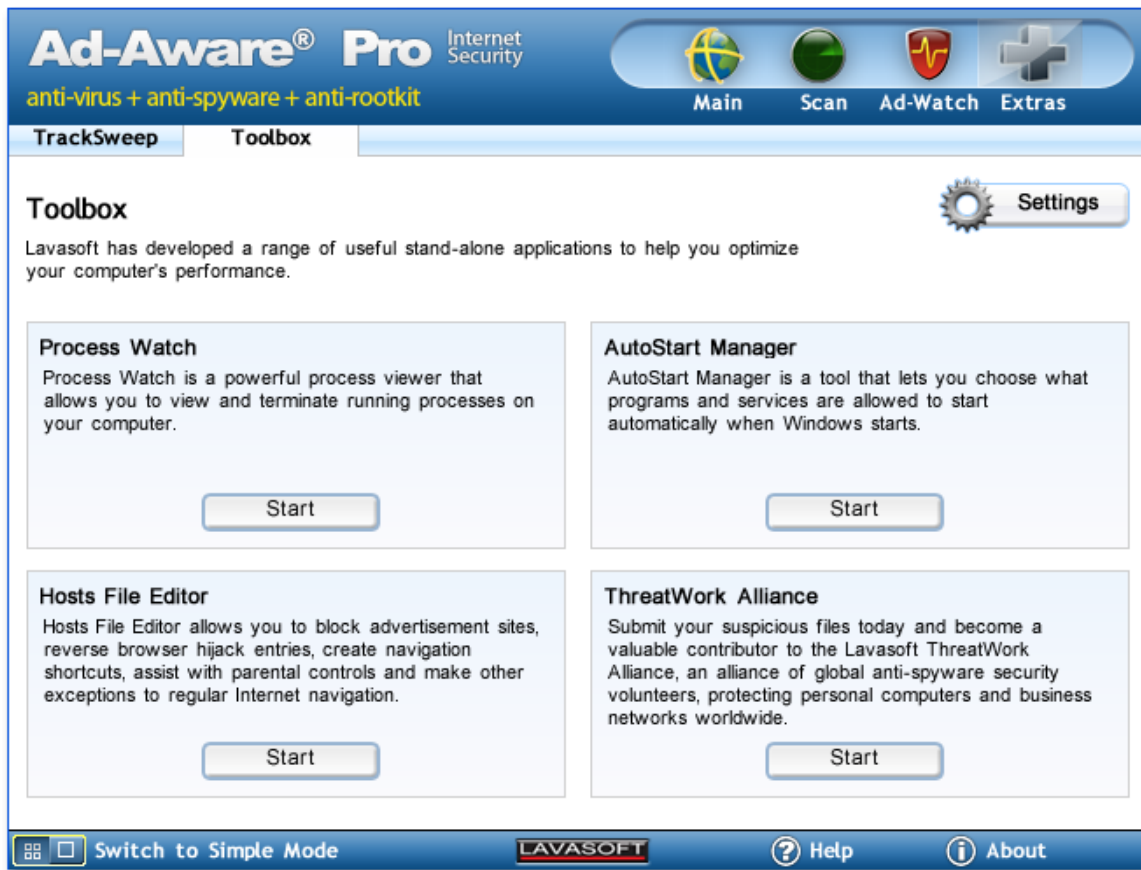 Ad-Aware® Pro Internet Security
anti-virus + anti-spyware + anti-rootkit
Main Scan Ad-Watch Extras
TrackSweep Toolbox
Toolbox
Settings
Lavasoft has developed a range of useful stand-alone applications to help you optimize
your computer's performance.
Process Watch
Process Watch is a powerful process viewer that
allows you to view and terminate running processes on
your computer.
Start
AutoStart Manager
AutoStart Manager is a tool that lets you choose what
programs and services are allowed to start
automatically when Windows starts.
Start
Hosts File Editor
Hosts File Editor allows you to block advertisement sites,
reverse browser hijack entries, create navigation
shortcuts, assist with parental controls and make other
exceptions to regular Internet navigation.
Start
ThreatWork Alliance
Submit your suspicious files today and become a
valuable contributor to the Lavasoft ThreatWork
Alliance, an alliance of global anti-spyware security
volunteers, protecting personal computers and business
networks worldwide.
Start
Switch to Simple Mode
LAVASOFT
Help
About